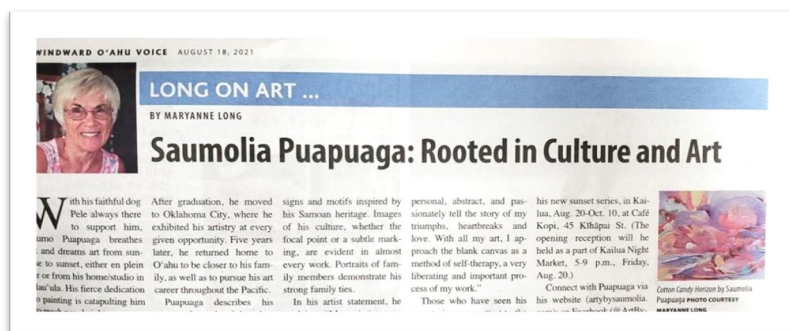 WINDWARD O'AHU VOICE AUGUST 18, 2021
LONG ON ART ...
BY MARYANNE LONG
Saumolia Puapuaga: Rooted in Culture and Art
With his faithful dog
Pele always there
to support him,
umo Puapuaga breathes
and dreams art from sun-
e to sunset, either en plein
r or from his home/studio in
lau'ula. His fierce dedication
painting is catapulting him
After graduation, he moved
to Oklahoma City, where he
exhibited his artistry at every
given opportunity. Five years
later, he returned home to
O'ahu to be closer to his fam-
ily, as well as to pursue his art
career throughout the Pacific.
Puapuaga describes his
signs and motifs inspired by
his Samoan heritage. Images
of his culture, whether the
focal point or a subtle mark-
ing, are evident in almost
every work. Portraits of fam-
ily members demonstrate his
strong family ties.
In his artist statement, he
personal, abstract, and pas-
sionately tell the story of my
triumphs, heartbreaks and
love. With all my art, I ap-
proach the blank canvas as a
method of self-therapy, a very
liberating and important pro-
cess of my work."
Those who have seen his
his new sunset series, in Kai-
lua, Aug. 20-Oct. 10, at Café
Kopi, 45 Kīhāpai St. (The
opening reception will be
held as a part of Kailua Night
Market, 5-9 p.m., Friday,
Aug. 20.)
Connect with Puapuaga via
his website (artybysaumolia.
Cotton Candy Horizon by Saumolia
Puapuaga PHOTO COURTESY
MARYANNE LONG